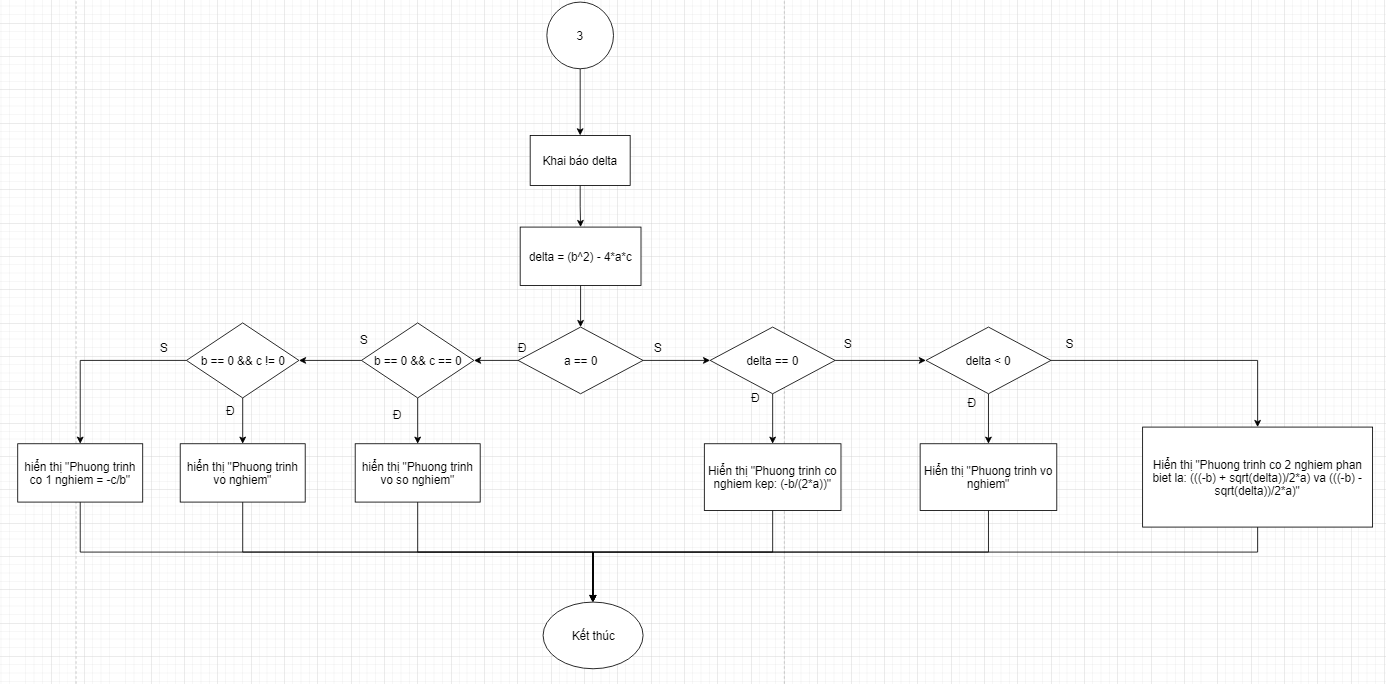 3
Khai báo delta
delta = (b^2) - 4*a*c
S
b == 0 && c != 0
S
b == 0 && c == 0
Đ
a == 0
S
delta == 0
S
delta < 0
S
Đ
Đ
Đ
Đ
hiển thị "Phuong trinh
co 1 nghiem = -c/b"
hiển thị "Phuong trinh
vo nghiem"
hiển thị "Phuong trinh
vo so nghiem"
Hiển thị "Phuong trinh co
nghiem kep: (-b/(2*a))"
Hiển thị "Phuong trinh vo
nghiem"
Hiển thị "Phuong trinh co 2 nghiem phan
biet la: (((-b) + sqrt(delta))/2*a) va (((-b) -
sqrt(delta))/2*a)"
Kết thúc